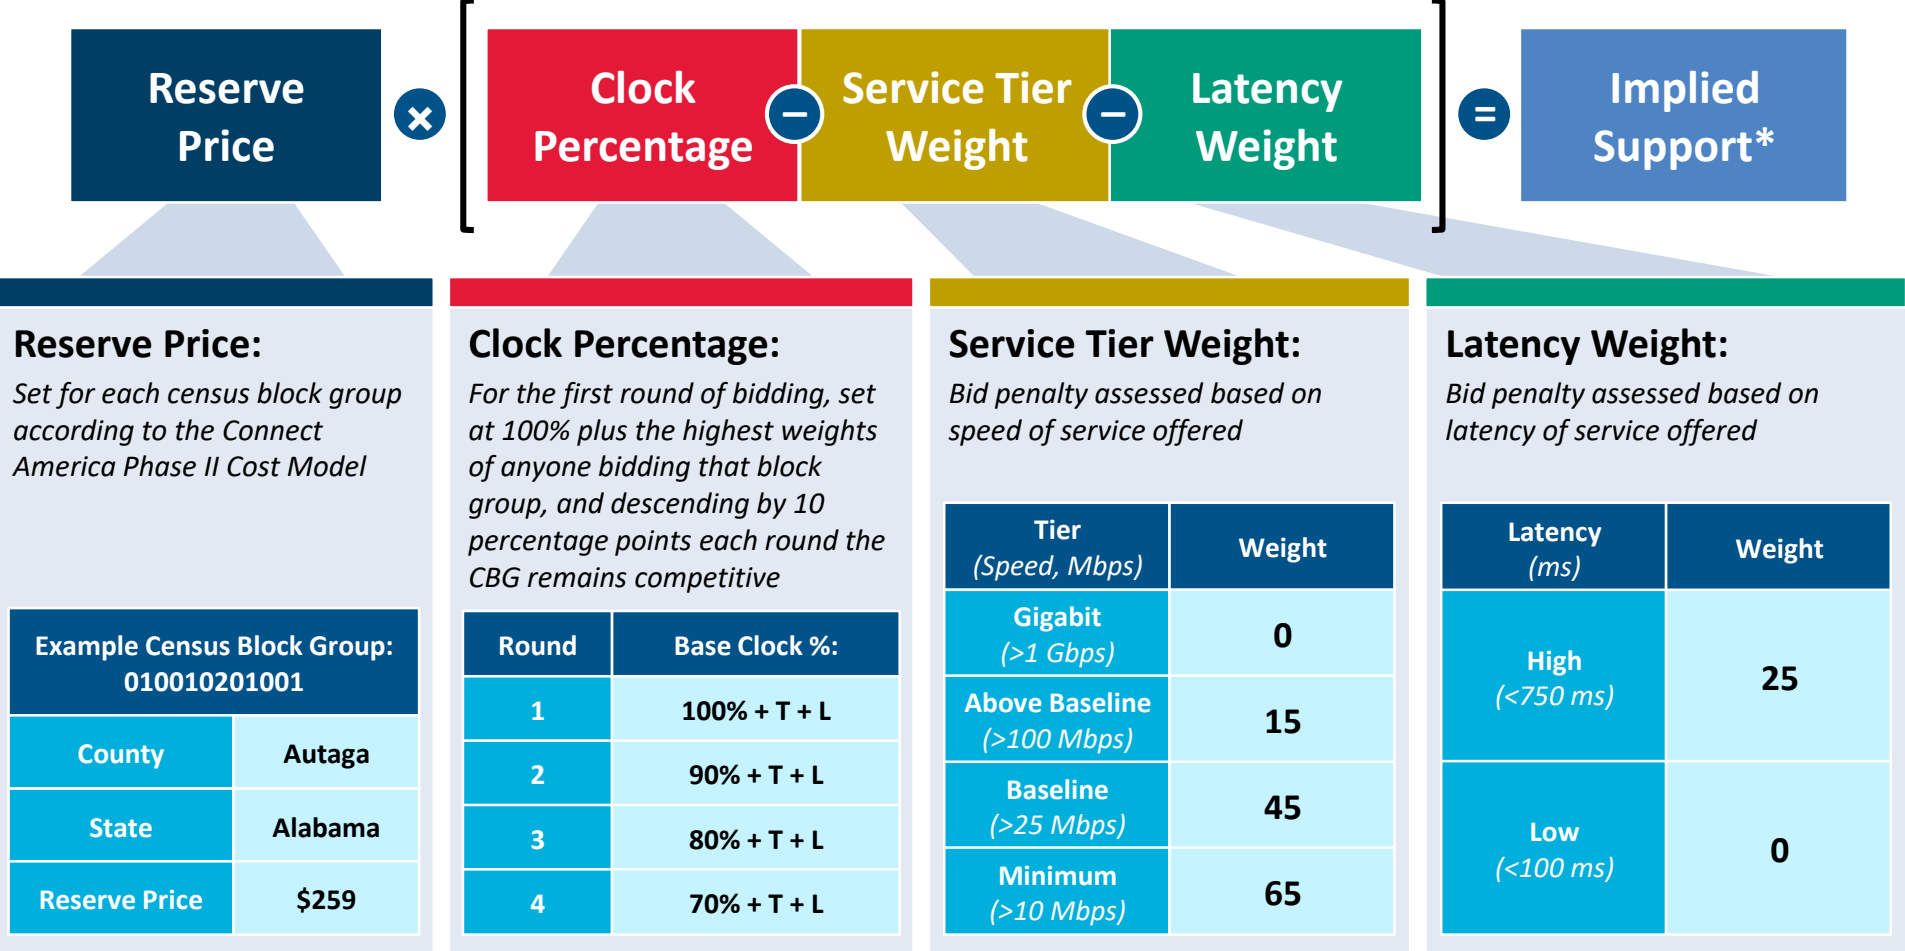 Reserve
Price
×
Clock
Percentage
–
Service Tier
Weight
–
Latency
Weight
=
Implied
Support*
Reserve Price:
Set for each census block group
according to the Connect
America Phase II Cost Model
Example Census Block Group:
010010201001
County Autaga
State Alabama
Reserve Price $259
Clock Percentage:
For the first round of bidding, set
at 100% plus the highest weights
of anyone bidding that block
group, and descending by 10
percentage points each round the
CBG remains competitive
Round Base Clock %:
1 100% + T + L
2 90% + T + L
3 80% + T + L
4 70% + T + L
Service Tier Weight:
Bid penalty assessed based on
speed of service offered
Tier
(Speed, Mbps)
Weight
Gigabit
(>1 Gbps)
0
Above Baseline
(>100 Mbps)
15
Baseline
(>25 Mbps)
45
Minimum
(>10 Mbps)
65
Latency Weight:
Bid penalty assessed based on
latency of service offered
Latency
(ms)
Weight
High
(<750 ms)
25
Low
(<100 ms)
0